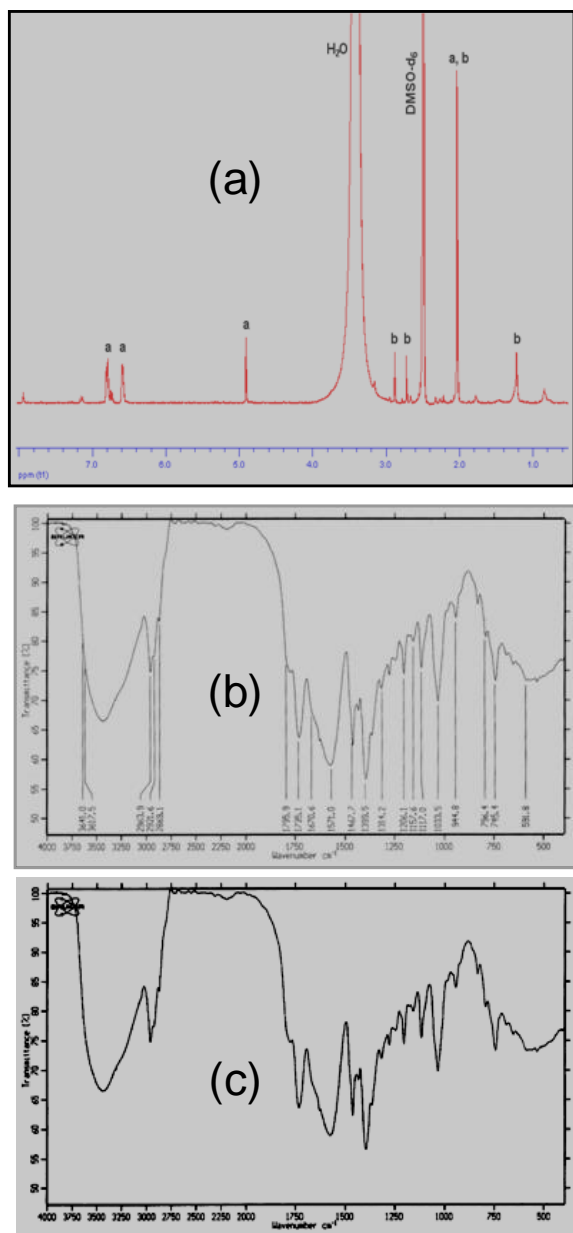 H₂O
DMSO-d₆
a, b
(a)
a
a
a
b
b
b
7.0
6.0
5.0
4.0
3.0
2.0
1.0
ppm (t1)
BRUKER
Transmittance [%]
100
95
90
85
80
75
70
65
60
55
50
(b)
3641.0
3617.5
2963.9
2921.6
2869.1
1795.9
1735.1
1670.6
1571.0
1462.7
1399.5
1314.2
1206.1
1157.6
1117.0
1033.5
944.8
796.4
745.4
591.8
4000 3750 3500 3250 3000 2750 2500 2250 2000 1750 1500 1250 1000 750 500
Wavenumber cm⁻¹
Transmittance [%]
100
95
90
85
80
75
70
65
60
55
50
(c)
4000 3750 3500 3250 3000 2750 2500 2250 2000 1750 1500 1250 1000 750 500
Wavenumber cm⁻¹